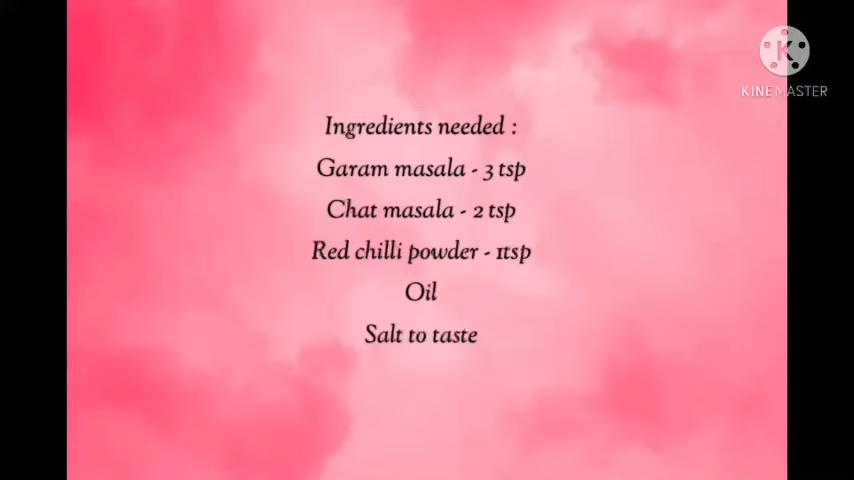 K
KINEMASTER
Ingredients needed :
Garam masala - 3 tsp
Chat masala - 2 tsp
Red chilli powder - 1tsp
Oil
Salt to taste